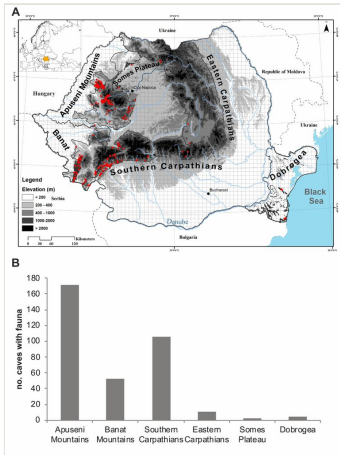 A
Ukraine
Republic of Moldova
Somes Plateau
Eastern Carpathians
Apuseni Mountains
Cluj-Napoca
Hungary
Ukraine
Banat
Southern Carpathians
Dobrogea
Legend
Elevation (m)
Serbia
< 200
200 - 400
400 - 1000
1000-2000
> 2000
Bucharest
Black
Sea
Danube
Kilometers
Bulgaria
B
no. caves with fauna
180
160
140
120
100
80
60
40
20
0
Apuseni Banat Southern Eastern Somes Dobrogea
Mountains Mountains Carpathians Carpathians Plateau